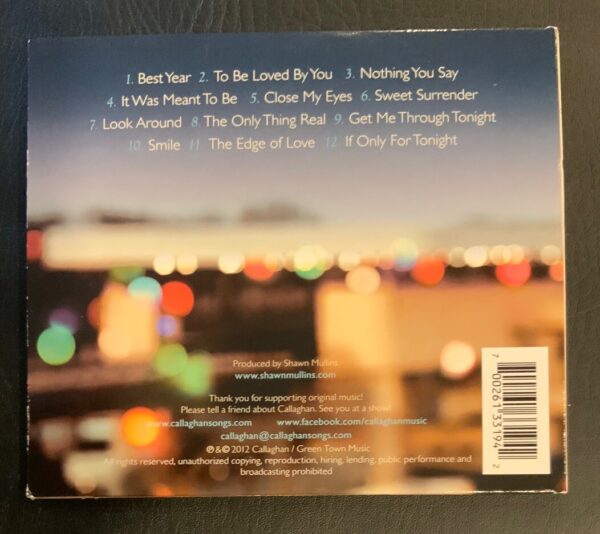 1. Best Year 2. To Be Loved By You 3. Nothing You Say
4. It Was Meant To Be 5. Close My Eyes 6. Sweet Surrender
7. Look Around 8. The Only Thing Real 9. Get Me Through Tonight
10. Smile 11. The Edge of Love 12. If Only For Tonight
Produced by Shawn Mullins
www.shawnmullins.com
Thank you for supporting original music!
Please tell a friend about Callaghan. See you at a show!
www.callaghansongs.com www.facebook.com/callaghanmusic
callaghan@callaghansongs.com
℗ & © 2012 Callaghan / Green Town Music
All rights reserved, unauthorized copying, reproduction, hiring, lending, public performance and
broadcasting prohibited
7 00261 33194 2